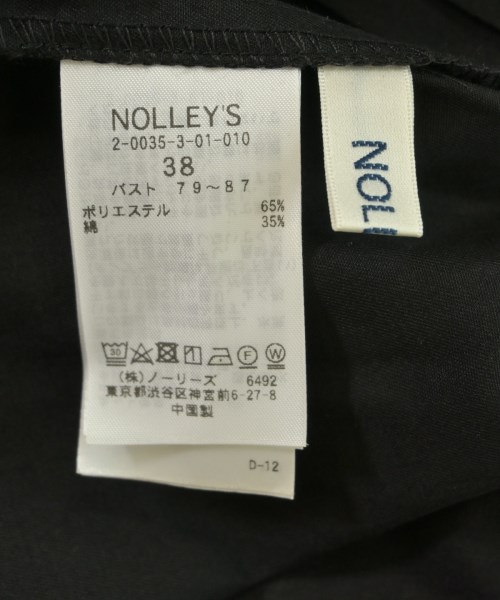 NOLLEY'S
2-0035-3-01-010
38
バスト 79〜87
ポリエステル 65%
綿 35%
30 F W
(株)ノーリーズ 6492
東京都渋谷区神宮前6-27-8
中国製
D-12
NOLL